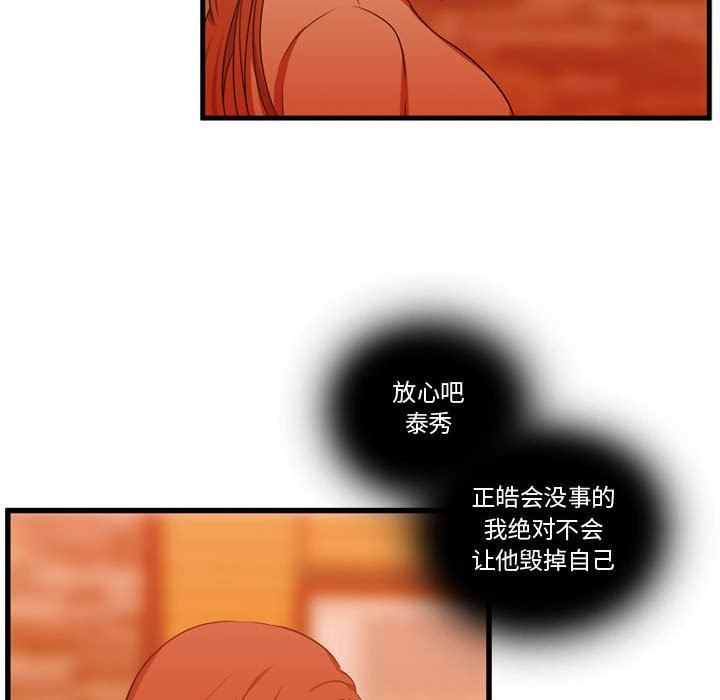 放心吧
泰秀
正皓会没事的
我绝对不会
让他毁掉自己